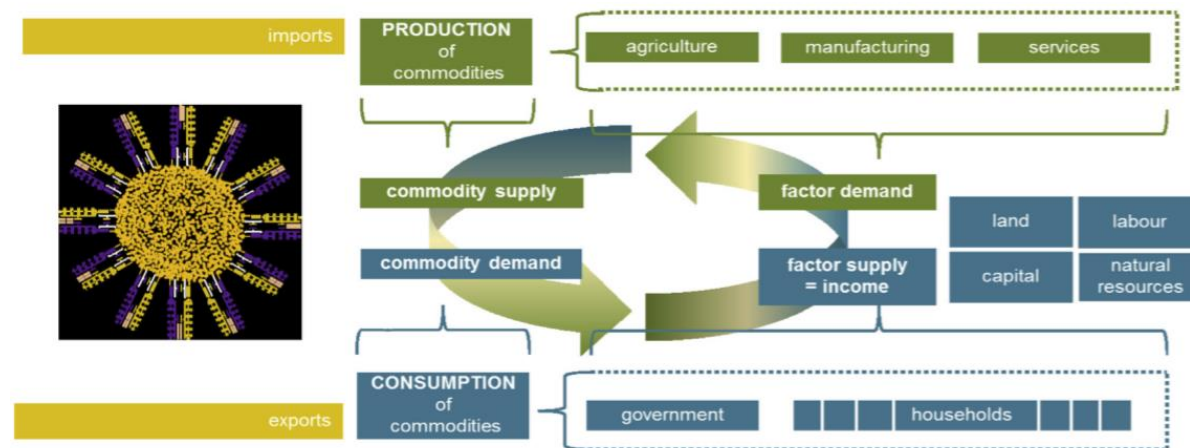 imports
PRODUCTION
of
commodities
agriculture
manufacturing
services
commodity supply
factor demand
land
labour
commodity demand
factor supply
= income
capital
natural
resources
CONSUMPTION
of
commodities
exports
government
households